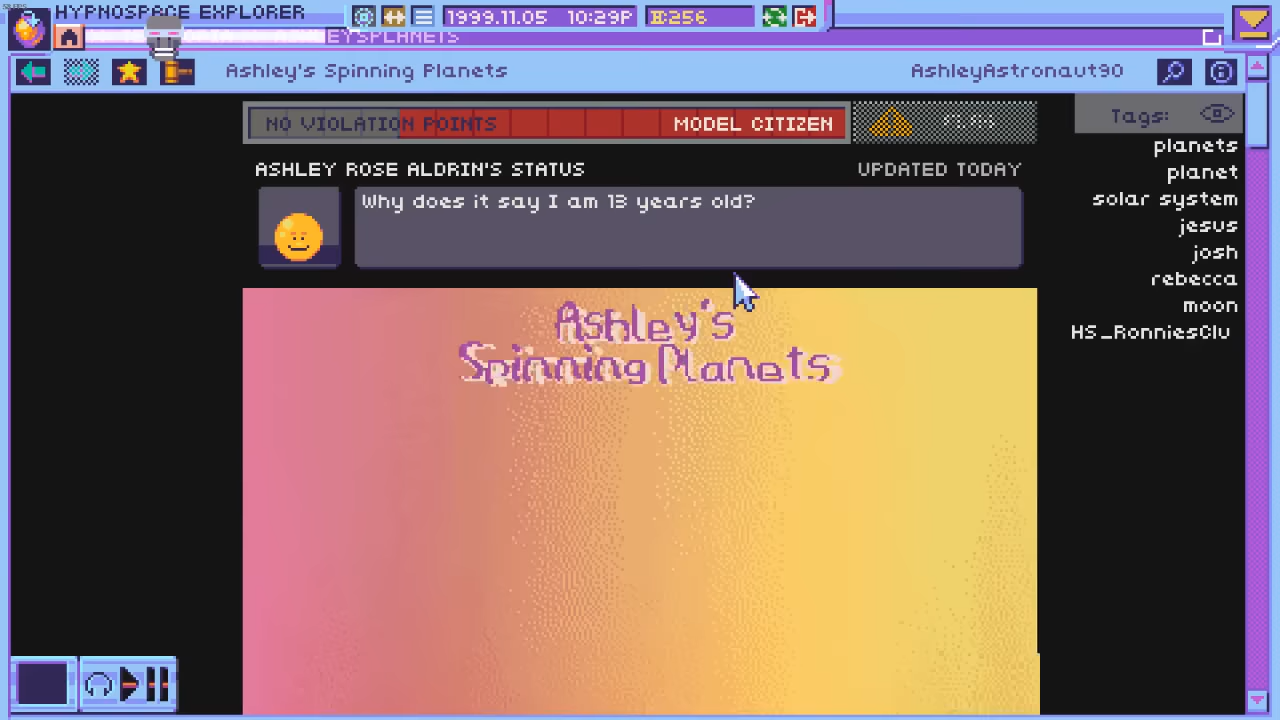 HYPNOSPACE EXPLORER
1999.11.05 10:29P
256
EYSPLANETS
Ashley's Spinning Planets
AshleyAstronaut90
NO VIOLATION POINTS
MODEL CITIZEN
Tags:
planets
planet
solar system
jesus
josh
rebecca
moon
HS_RonniesClu
ASHLEY ROSE ALDRIN'S STATUS
UPDATED TODAY
Why does it say I am 13 years old?
Ashley's
Spinning Planets